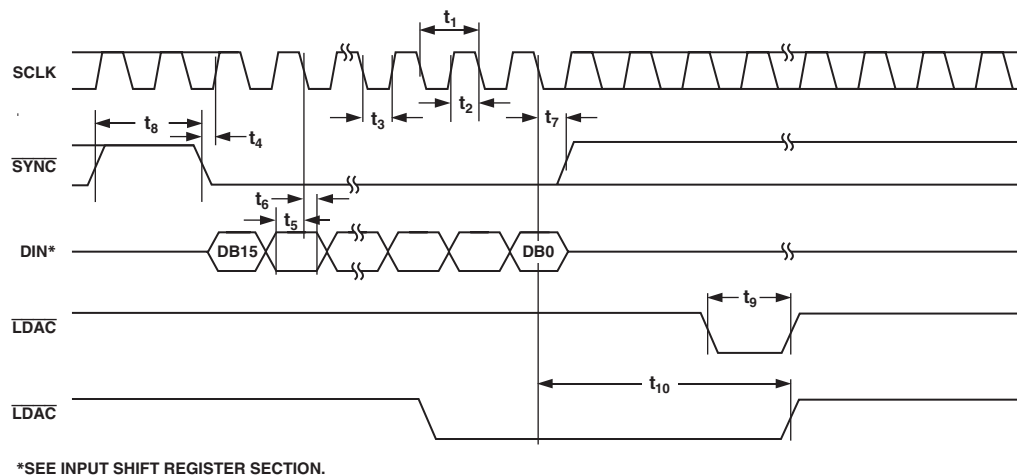 t1
SCLK
t2
t3
t7
t8
t4
SYNC
t6
t5
DIN*
DB15
DB0
t9
LDAC
t10
LDAC
*SEE INPUT SHIFT REGISTER SECTION.